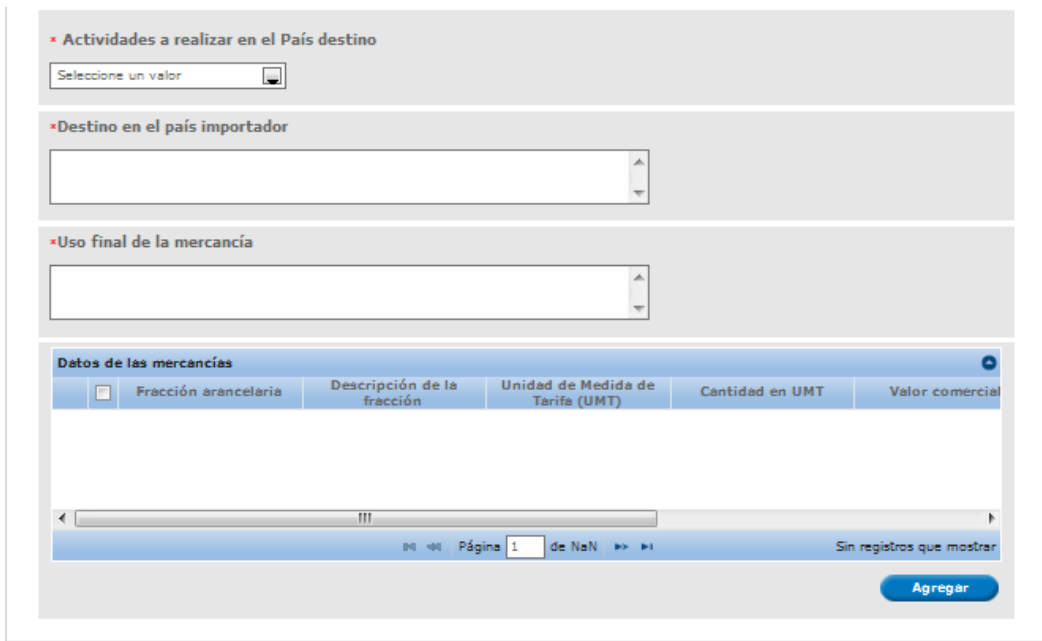 * Actividades a realizar en el País destino
Seleccione un valor
*Destino en el país importador
*Uso final de la mercancía
Datos de las mercancías
Fracción arancelaria
Descripción de la fracción
Unidad de Medida de Tarifa (UMT)
Cantidad en UMT
Valor comercial
Página 1 de NaN
Sin registros que mostrar
Agregar